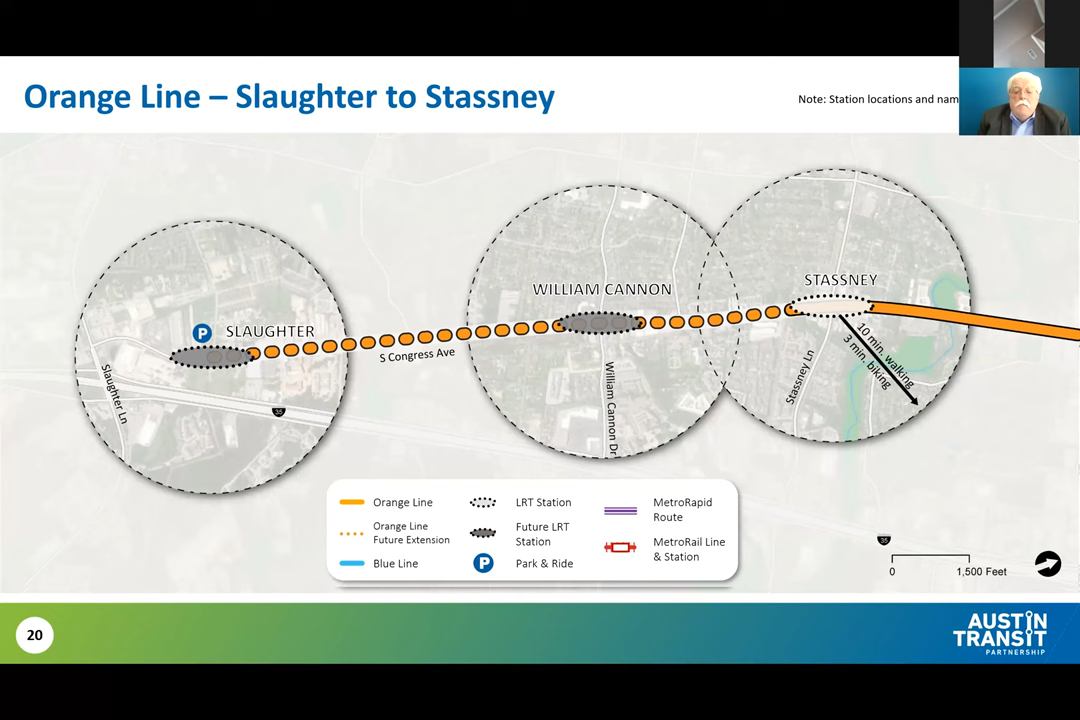 Orange Line – Slaughter to Stassney
Note: Station locations and nam
STASSNEY
WILLIAM CANNON
P
SLAUGHTER
S Congress Ave
10 min. walking
3 min. biking
Slaughter Ln
William Cannon Dr
Stassney Ln
35
Orange Line
Orange Line
Future Extension
Blue Line
LRT Station
Future LRT
Station
P
Park & Ride
MetroRapid
Route
MetroRail Line
& Station
35
0
1,500 Feet
20
AUSTIN
TRANSIT
PARTNERSHIP